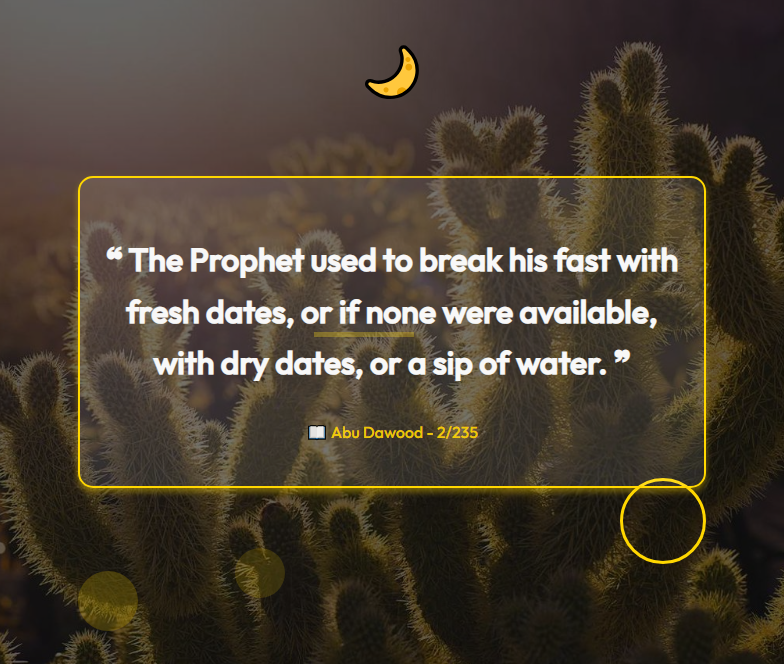 “ The Prophet used to break his fast with
fresh dates, or if none were available,
with dry dates, or a sip of water. ”
Abu Dawood - 2/235